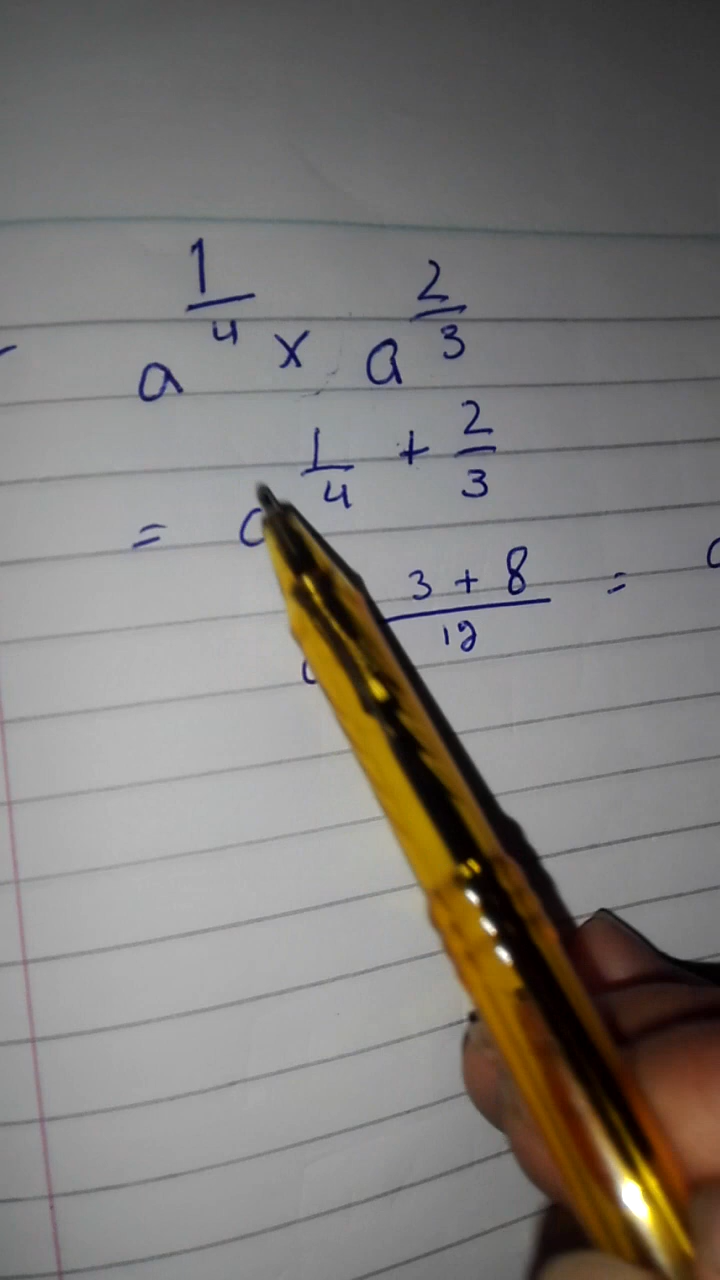 a^(1/4) x a^(2/3)
= a^(1/4 + 2/3)
(3 + 8)/12 =